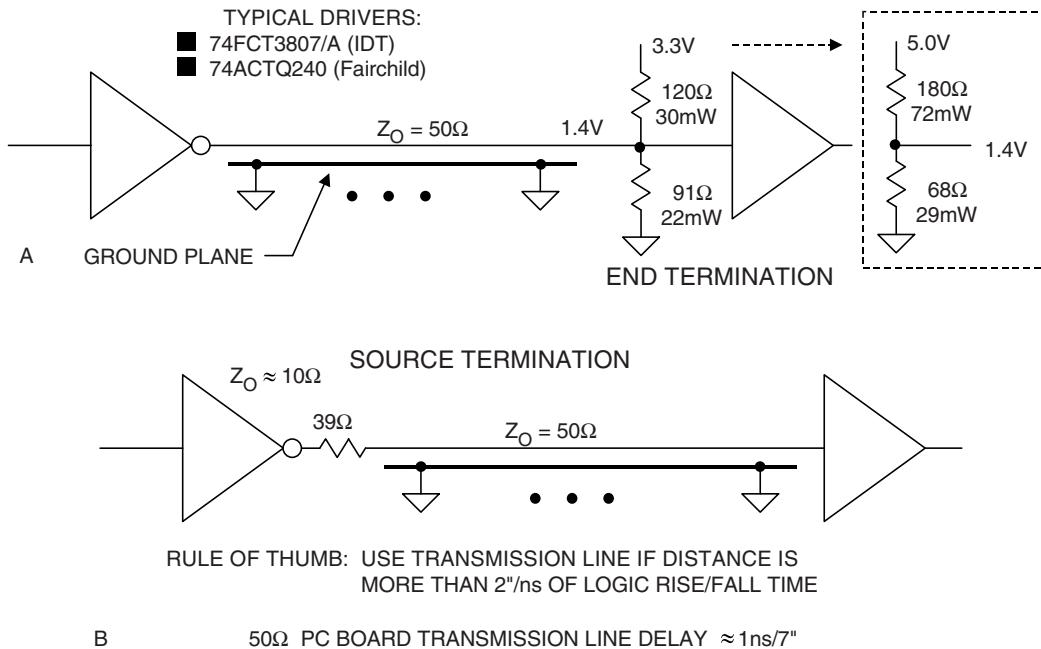 TYPICAL DRIVERS:
74FCT3807/A (IDT)
74ACTQ240 (Fairchild)
3.3V
5.0V
120Ω
30mW
180Ω
72mW
Z_O = 50Ω
1.4V
1.4V
91Ω
22mW
68Ω
29mW
A
GROUND PLANE
END TERMINATION
SOURCE TERMINATION
Z_O ≈ 10Ω
39Ω
Z_O = 50Ω
RULE OF THUMB: USE TRANSMISSION LINE IF DISTANCE IS
MORE THAN 2"/ns OF LOGIC RISE/FALL TIME
B
50Ω PC BOARD TRANSMISSION LINE DELAY ≈ 1ns/7"